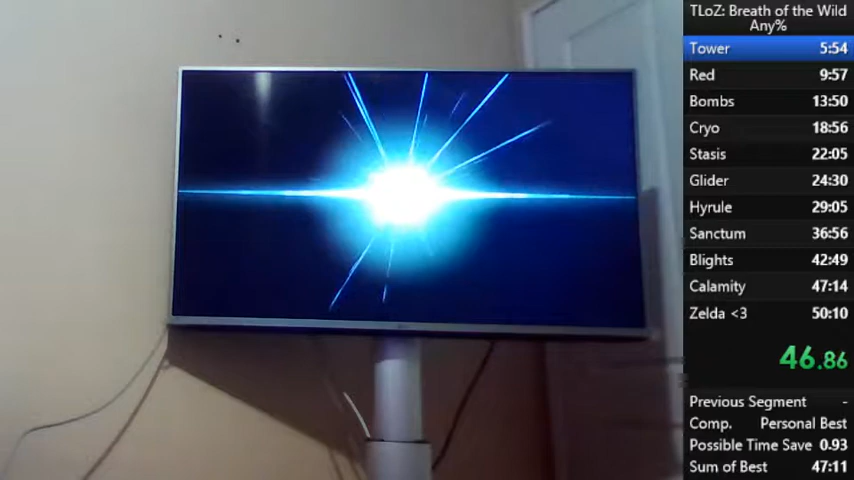 TLoZ: Breath of the Wild
Any%
Tower 5:54
Red 9:57
Bombs 13:50
Cryo 18:56
Stasis 22:05
Glider 24:30
Hyrule 29:05
Sanctum 36:56
Blights 42:49
Calamity 47:14
Zelda <3 50:10
46.86
Previous Segment -
Comp. Personal Best
Possible Time Save 0.93
Sum of Best 47:11